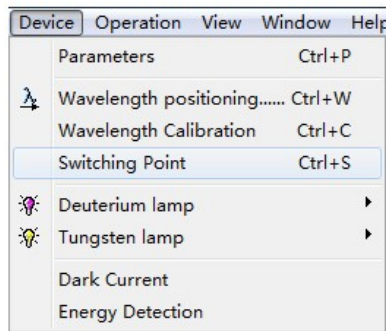 Device Operation View Window Help
Parameters Ctrl+P
Wavelength positioning...... Ctrl+W
Wavelength Calibration Ctrl+C
Switching Point Ctrl+S
Deuterium lamp
Tungsten lamp
Dark Current
Energy Detection